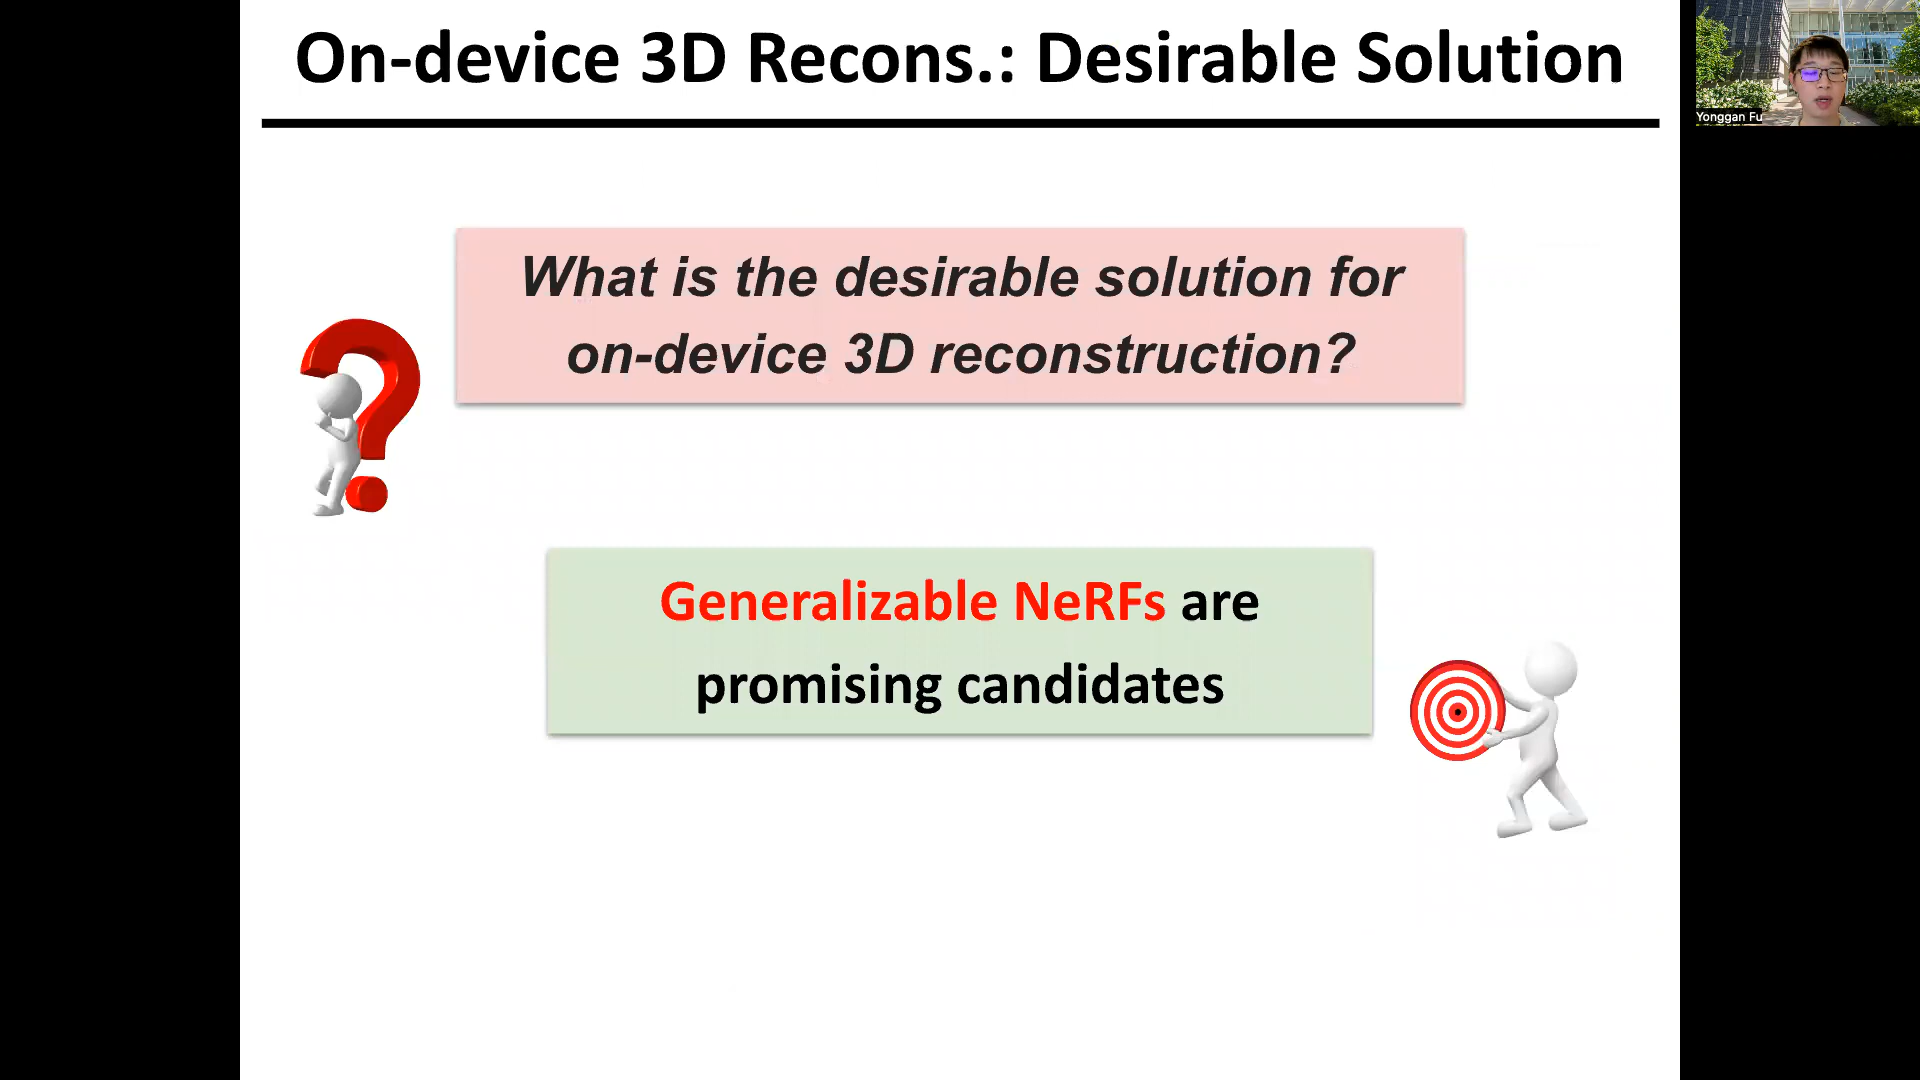 On-device 3D Recons.: Desirable Solution
Yonggan Fu
What is the desirable solution for
on-device 3D reconstruction?
Generalizable NeRFs are
promising candidates